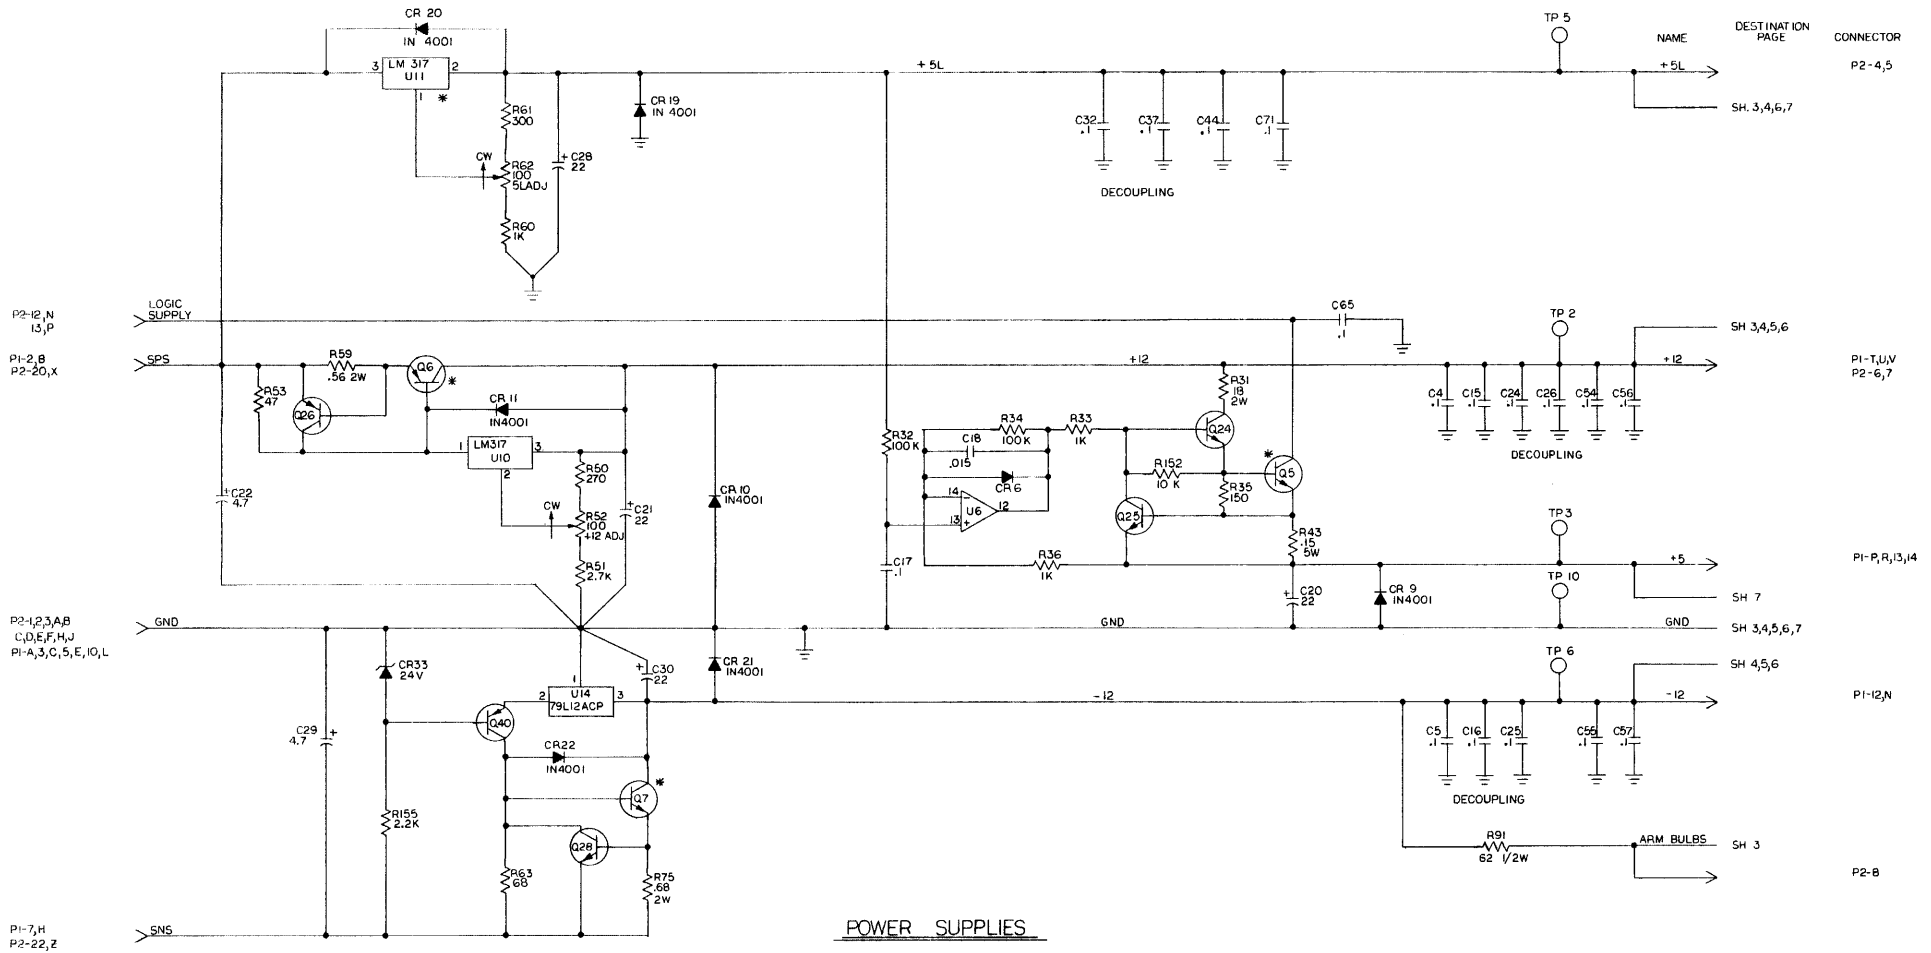 CR 20
IN 4001
LM 317
U11
3
2
1
*
R61
300
CW
R62
100
5LADJ
R60
1K
+
C28
22
CR 19
IN 4001
+5L
C32
.1
C37
.1
C44
.1
C71
.1
DECOUPLING
TP 5
NAME
DESTINATION
PAGE
CONNECTOR
+5L
P2-4,5
SH. 3,4,6,7
P2-12,N
13,P
LOGIC
SUPPLY
C65
.1
P1-2,B
P2-20,X
SPS
R59
.56 2W
Q6
*
R53
47
Q26
CR 11
IN4001
1
LM317
U10
3
2
R50
270
CW
R52
100
+12 ADJ
R51
2.7K
+
C21
22
+
C22
4.7
CR 10
IN4001
+12
R31
18
2W
R32
100K
R34
100K
R33
1K
C18
.015
CR 6
14
-
U6
12
13
+
Q24
R152
10 K
*
Q5
R35
150
Q25
R43
.15
5W
R36
1K
C17
.1
+
C20
22
CR 9
IN4001
TP 2
SH 3,4,5,6
+12
P1-T,U,V
P2-6,7
C4
.1
C15
.1
C24
.1
C26
.1
C54
.1
C56
.1
DECOUPLING
TP3
+5
P1-P,R,13,14
TP 10
SH 7
GND
GND
SH 3,4,5,6,7
P2-1,2,3,A,B
C,D,E,F,H,J
P1-A,3,C,5,E,10,L
GND
CR33
24V
C29
4.7
+
R155
2.2K
1
2
U14
3
79L12ACP
+
C30
22
CR 21
IN4001
Q40
CR22
IN4001
Q7
*
Q28
R63
68
R75
.68
2W
-12
TP 6
SH 4,5,6
-12
P1-12,N
C5
.1
C16
.1
C25
.1
C55
.1
C57
.1
DECOUPLING
R91
62 1/2W
ARM BULBS
SH 3
P2-8
P1-7,H
P2-22,Z
SNS
POWER SUPPLIES